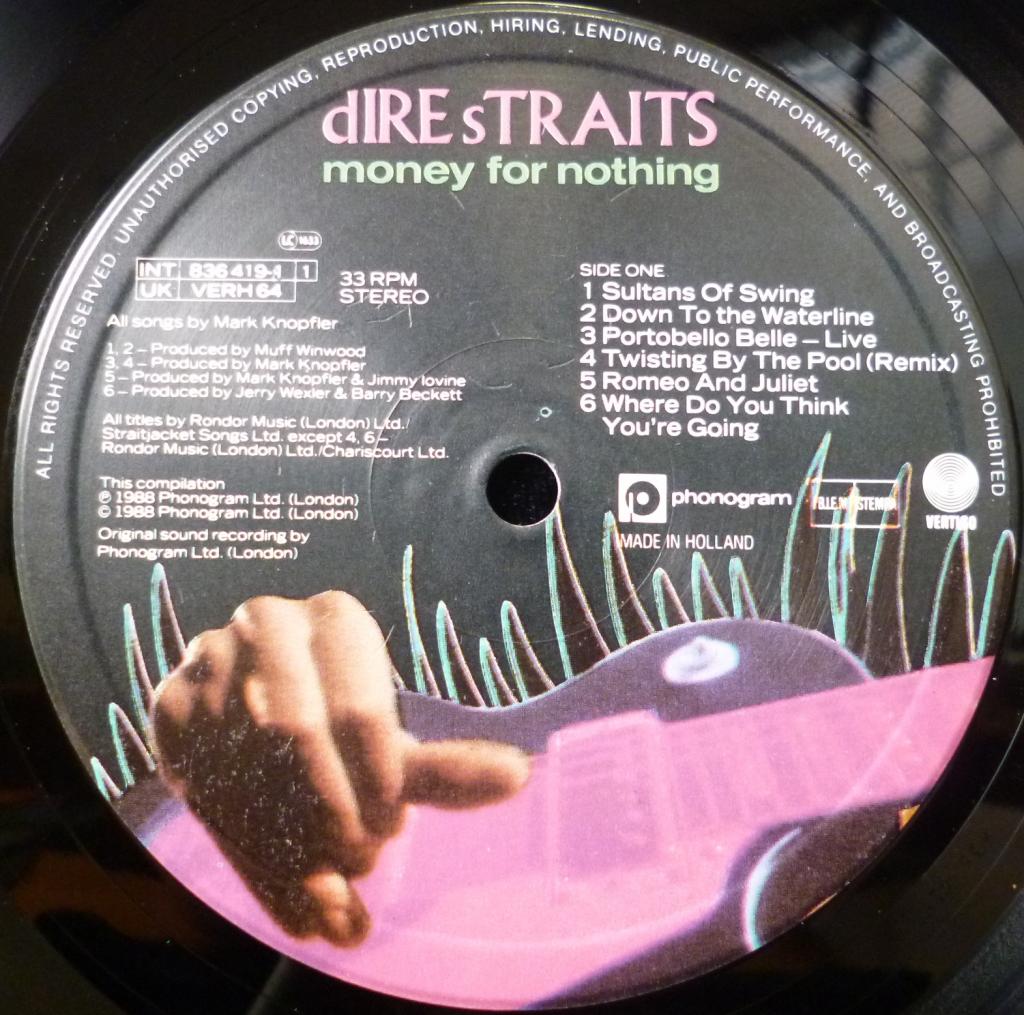 ALL RIGHTS RESERVED. UNAUTHORISED COPYING, REPRODUCTION, HIRING, LENDING, PUBLIC PERFORMANCE, AND BROADCASTING PROHIBITED.
dIRE sTRAITS
money for nothing
LC 1633
INT 836 419-1 1
UK VERH 64
33 RPM
STEREO
All songs by Mark Knopfler
1, 2 – Produced by Muff Winwood
3, 4 – Produced by Mark Knopfler
5 – Produced by Mark Knopfler & Jimmy Iovine
6 – Produced by Jerry Wexler & Barry Beckett
All titles by Rondor Music (London) Ltd./
Straitjacket Songs Ltd. except 4, 6 –
Rondor Music (London) Ltd./Chariscourt Ltd.
This compilation
℗ 1988 Phonogram Ltd. (London)
© 1988 Phonogram Ltd. (London)
Original sound recording by
Phonogram Ltd. (London)
SIDE ONE
1 Sultans Of Swing
2 Down To the Waterline
3 Portobello Belle – Live
4 Twisting By The Pool (Remix)
5 Romeo And Juliet
6 Where Do You Think
You're Going
phonogram
STEMRA
VERTIGO
MADE IN HOLLAND